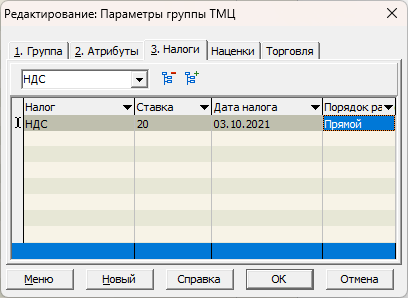 Редактирование: Параметры группы ТМЦ
1. Группа 2. Атрибуты 3. Налоги Наценки Торговля
НДС
Налог Ставка Дата налога Порядок ра
НДС 20 03.10.2021 Прямой
Меню Новый Справка OK Отмена